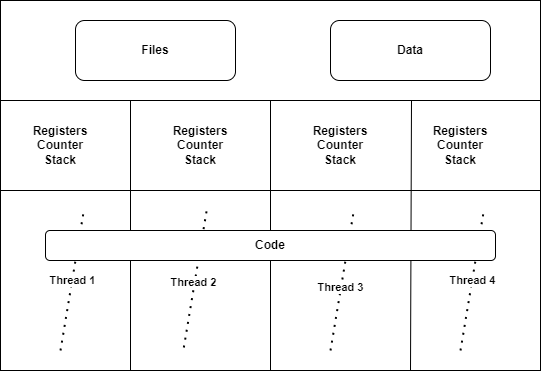 Files
Data
Registers
Counter
Stack
Registers
Counter
Stack
Registers
Counter
Stack
Registers
Counter
Stack
Code
Thread 1
Thread 2
Thread 3
Thread 4